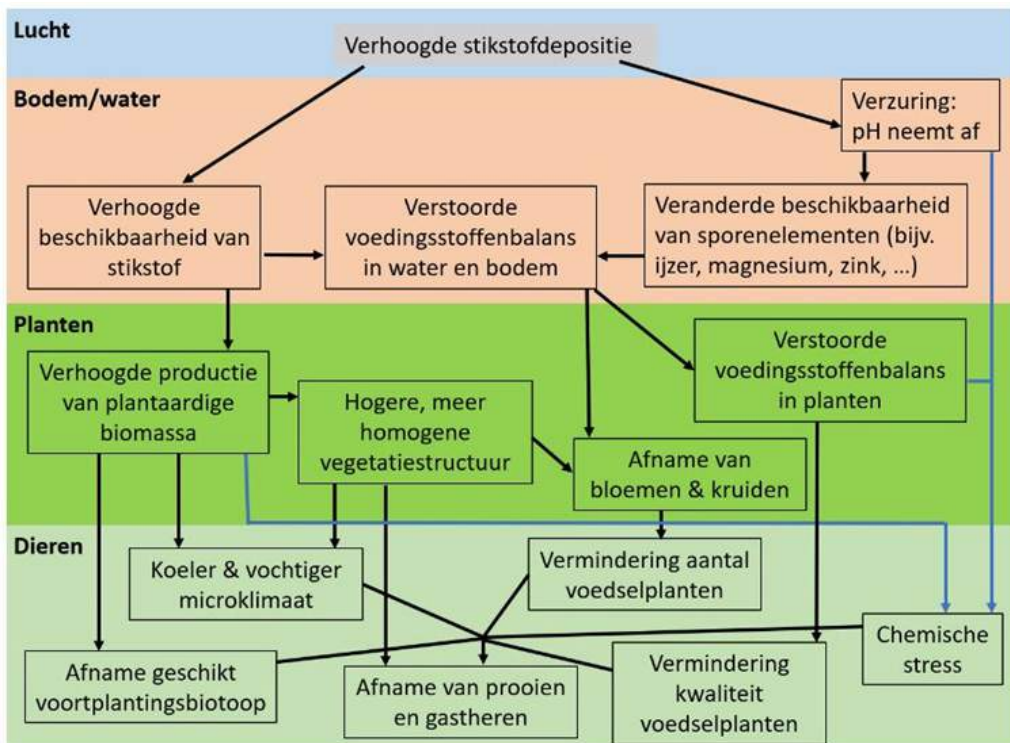 Lucht
Verhoogde stikstofdepositie
Bodem/water
Verzuring:
pH neemt af
Verhoogde
beschikbaarheid van
stikstof
Verstoorde
voedingsstoffenbalans
in water en bodem
Veranderde beschikbaarheid
van sporenelementen (bijv.
ijzer, magnesium, zink, ...)
Planten
Verhoogde productie
van plantaardige
biomassa
Hogere, meer
homogene
vegetatiestructuur
Verstoorde
voedingsstoffenbalans
in planten
Afname van
bloemen & kruiden
Dieren
Koeler & vochtiger
microklimaat
Vermindering aantal
voedselplanten
Afname geschikt
voortplantingsbiotoop
Afname van prooien
en gastheren
Vermindering
kwaliteit
voedselplanten
Chemische
stress